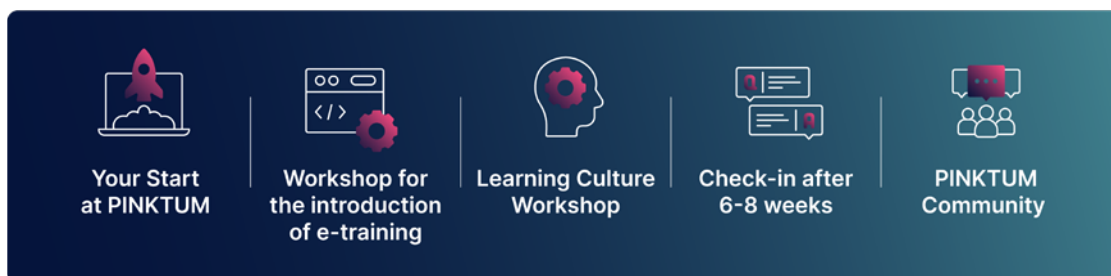 Your Start
at PINKTUM
Workshop for
the introduction
of e-training
Learning Culture
Workshop
Check-in after
6-8 weeks
PINKTUM
Community